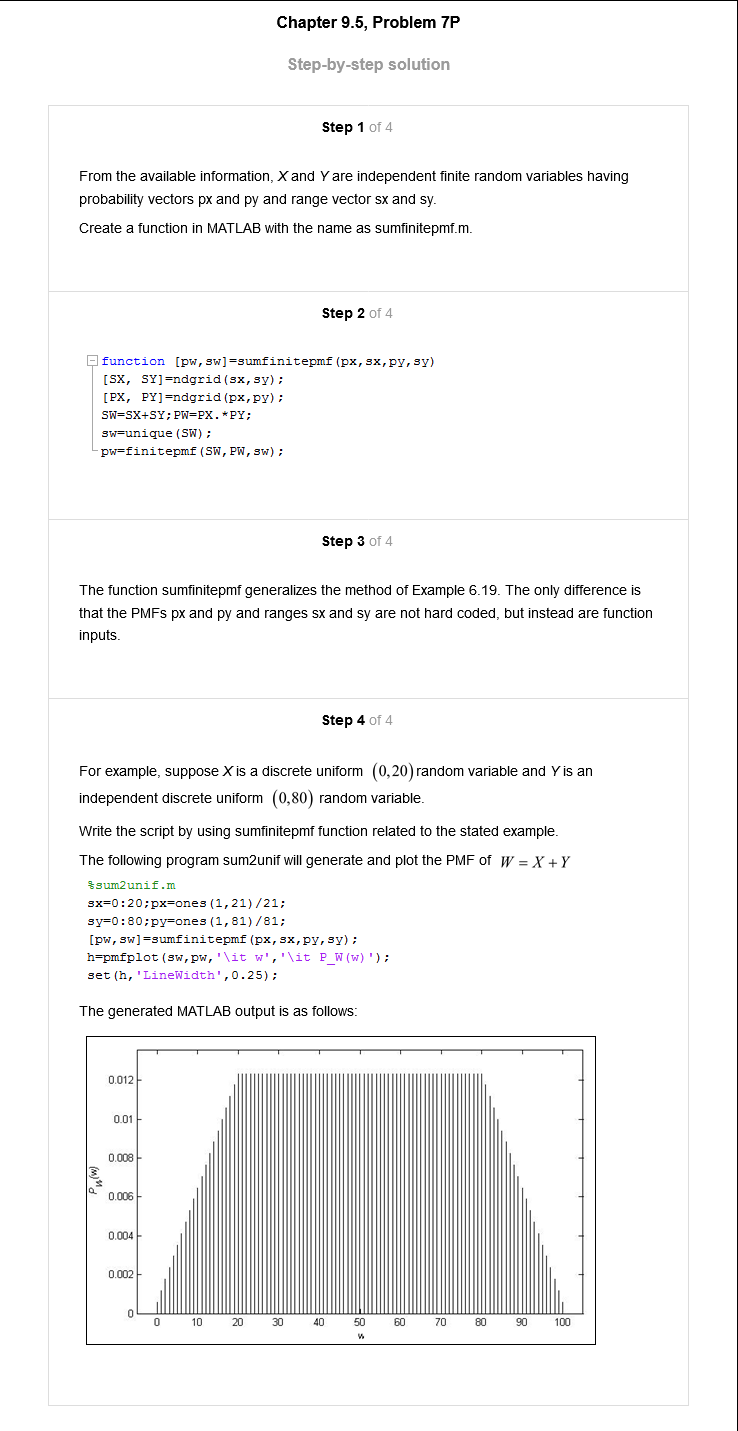 Chapter 9.5, Problem 7P
Step-by-step solution
Step 1 of 4
From the available information, X and Y are independent finite random variables having
probability vectors px and py and range vector sx and sy.
Create a function in MATLAB with the name as sumfinitepmf.m.
Step 2 of 4
function [pw,sw]=sumfinitepmf(px,sx,py,sy)
[SX, SY]=ndgrid(sx,sy);
[PX, PY]=ndgrid(px,py);
SW=SX+SY;PW=PX.*PY;
sw=unique(SW);
pw=finitepmf(SW,PW,sw);
Step 3 of 4
The function sumfinitepmf generalizes the method of Example 6.19. The only difference is
that the PMFs px and py and ranges sx and sy are not hard coded, but instead are function
inputs.
Step 4 of 4
For example, suppose X is a discrete uniform (0,20) random variable and Y is an
independent discrete uniform (0,80) random variable.
Write the script by using sumfinitepmf function related to the stated example.
The following program sum2unif will generate and plot the PMF of W = X + Y
%sum2unif.m
sx=0:20;px=ones(1,21)/21;
sy=0:80;py=ones(1,81)/81;
[pw,sw]=sumfinitepmf(px,sx,py,sy);
h=pmfplot(sw,pw,'\it w','\it P_W(w)');
set(h,'LineWidth',0.25);
The generated MATLAB output is as follows:
0.012
0.01
0.008
0.006
0.004
0.002
0
P_W(w)
0 10 20 30 40 50 60 70 80 90 100
w